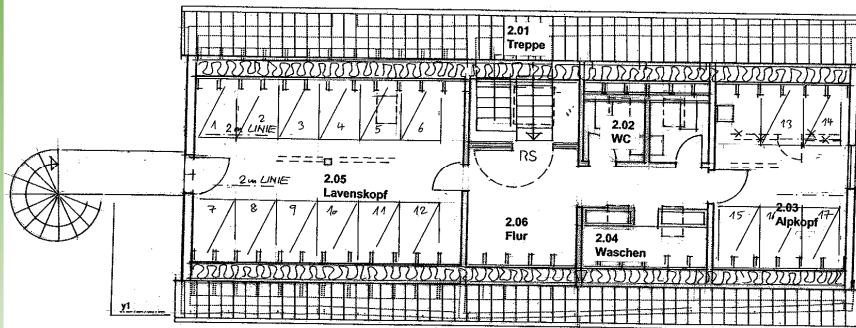 2.01
Treppe
1
2
3
4
5
6
2m LINIE
2.02
WC
13
14
RS
2m LINIE
2.05
Lavenskopf
7
8
9
10
11
12
2.06
Flur
2.04
Waschen
2.03
Alpkopf
15
16
17
y1